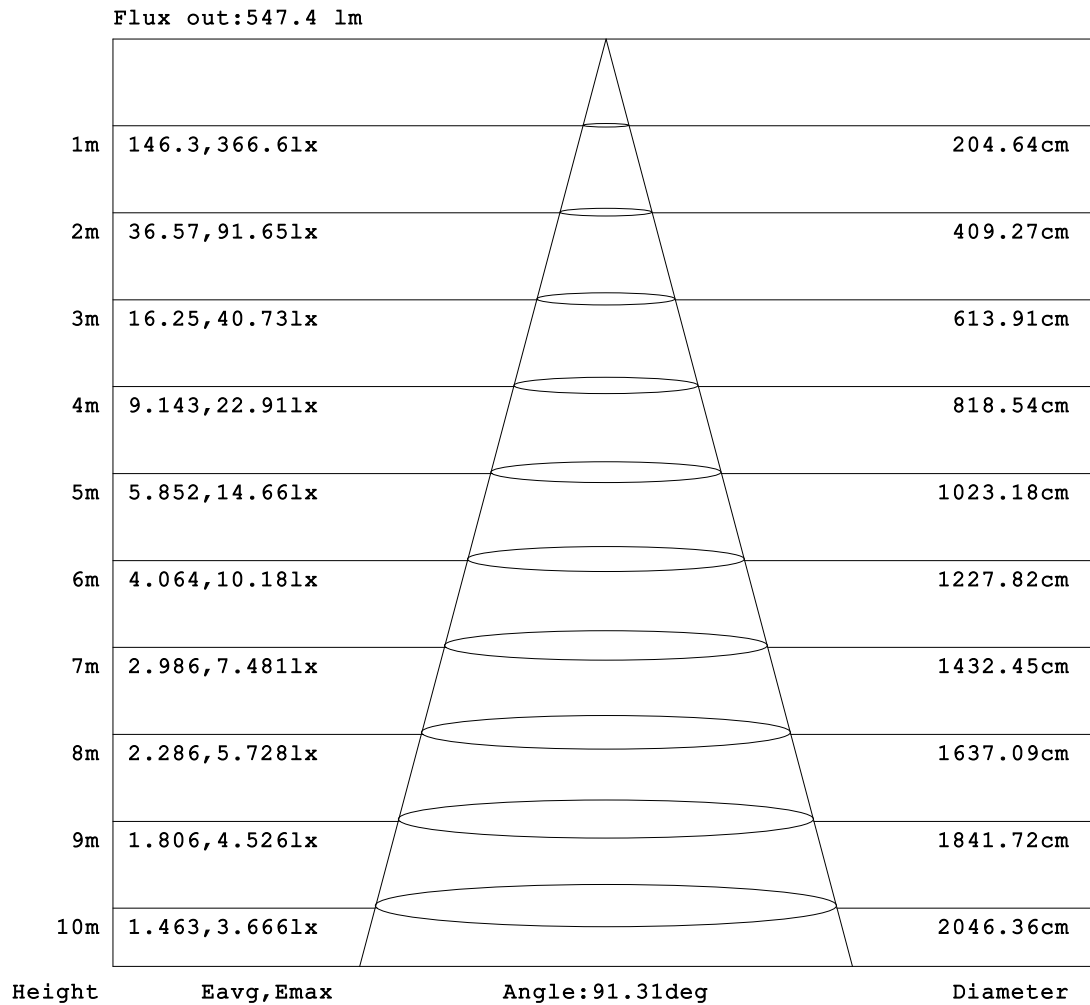 Flux out:547.4 lm
1m 146.3,366.6lx 204.64cm
2m 36.57,91.65lx 409.27cm
3m 16.25,40.73lx 613.91cm
4m 9.143,22.91lx 818.54cm
5m 5.852,14.66lx 1023.18cm
6m 4.064,10.18lx 1227.82cm
7m 2.986,7.481lx 1432.45cm
8m 2.286,5.728lx 1637.09cm
9m 1.806,4.526lx 1841.72cm
10m 1.463,3.666lx 2046.36cm
Height Eavg,Emax Angle:91.31deg Diameter